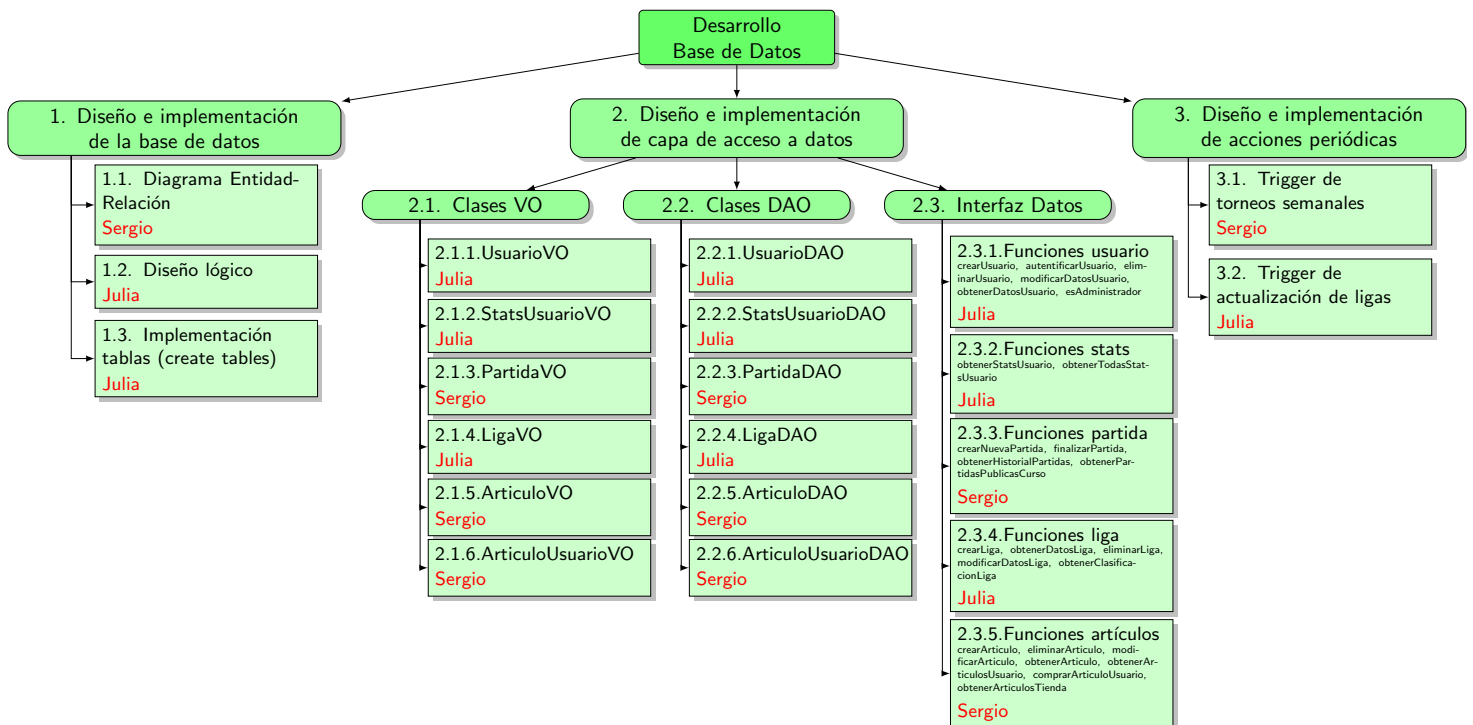 Desarrollo
Base de Datos
1. Diseño e implementación
de la base de datos
2. Diseño e implementación
de capa de acceso a datos
3. Diseño e implementación
de acciones periódicas
1.1. Diagrama Entidad-
Relación
Sergio
1.2. Diseño lógico
Julia
1.3. Implementación
tablas (create tables)
Julia
2.1. Clases VO
2.1.1.UsuarioVO
Julia
2.1.2.StatsUsuarioVO
Julia
2.1.3.PartidaVO
Sergio
2.1.4.LigaVO
Julia
2.1.5.ArticuloVO
Sergio
2.1.6.ArticuloUsuarioVO
Sergio
2.2. Clases DAO
2.2.1.UsuarioDAO
Julia
2.2.2.StatsUsuarioDAO
Julia
2.2.3.PartidaDAO
Sergio
2.2.4.LigaDAO
Julia
2.2.5.ArticuloDAO
Sergio
2.2.6.ArticuloUsuarioDAO
Sergio
2.3. Interfaz Datos
2.3.1.Funciones usuario
crearUsuario, autentificarUsuario, elim-
inarUsuario, modificarDatosUsuario,
obtenerDatosUsuario, esAdministrador
Julia
2.3.2.Funciones stats
obtenerStatsUsuario, obtenerTodasStat-
sUsuario
Julia
2.3.3.Funciones partida
crearNuevaPartida, finalizarPartida,
obtenerHistorialPartidas, obtenerPar-
tidasPublicasCurso
Sergio
2.3.4.Funciones liga
crearLiga, obtenerDatosLiga, eliminarLiga,
modificarDatosLiga, obtenerClasifica-
cionLiga
Julia
2.3.5.Funciones artículos
crearArticulo, eliminarArticulo, modi-
ficarArticulo, obtenerArticulo, obtenerAr-
ticulosUsuario, comprarArticuloUsuario,
obtenerArticulosTienda
Sergio
3.1. Trigger de
torneos semanales
Sergio
3.2. Trigger de
actualización de ligas
Julia